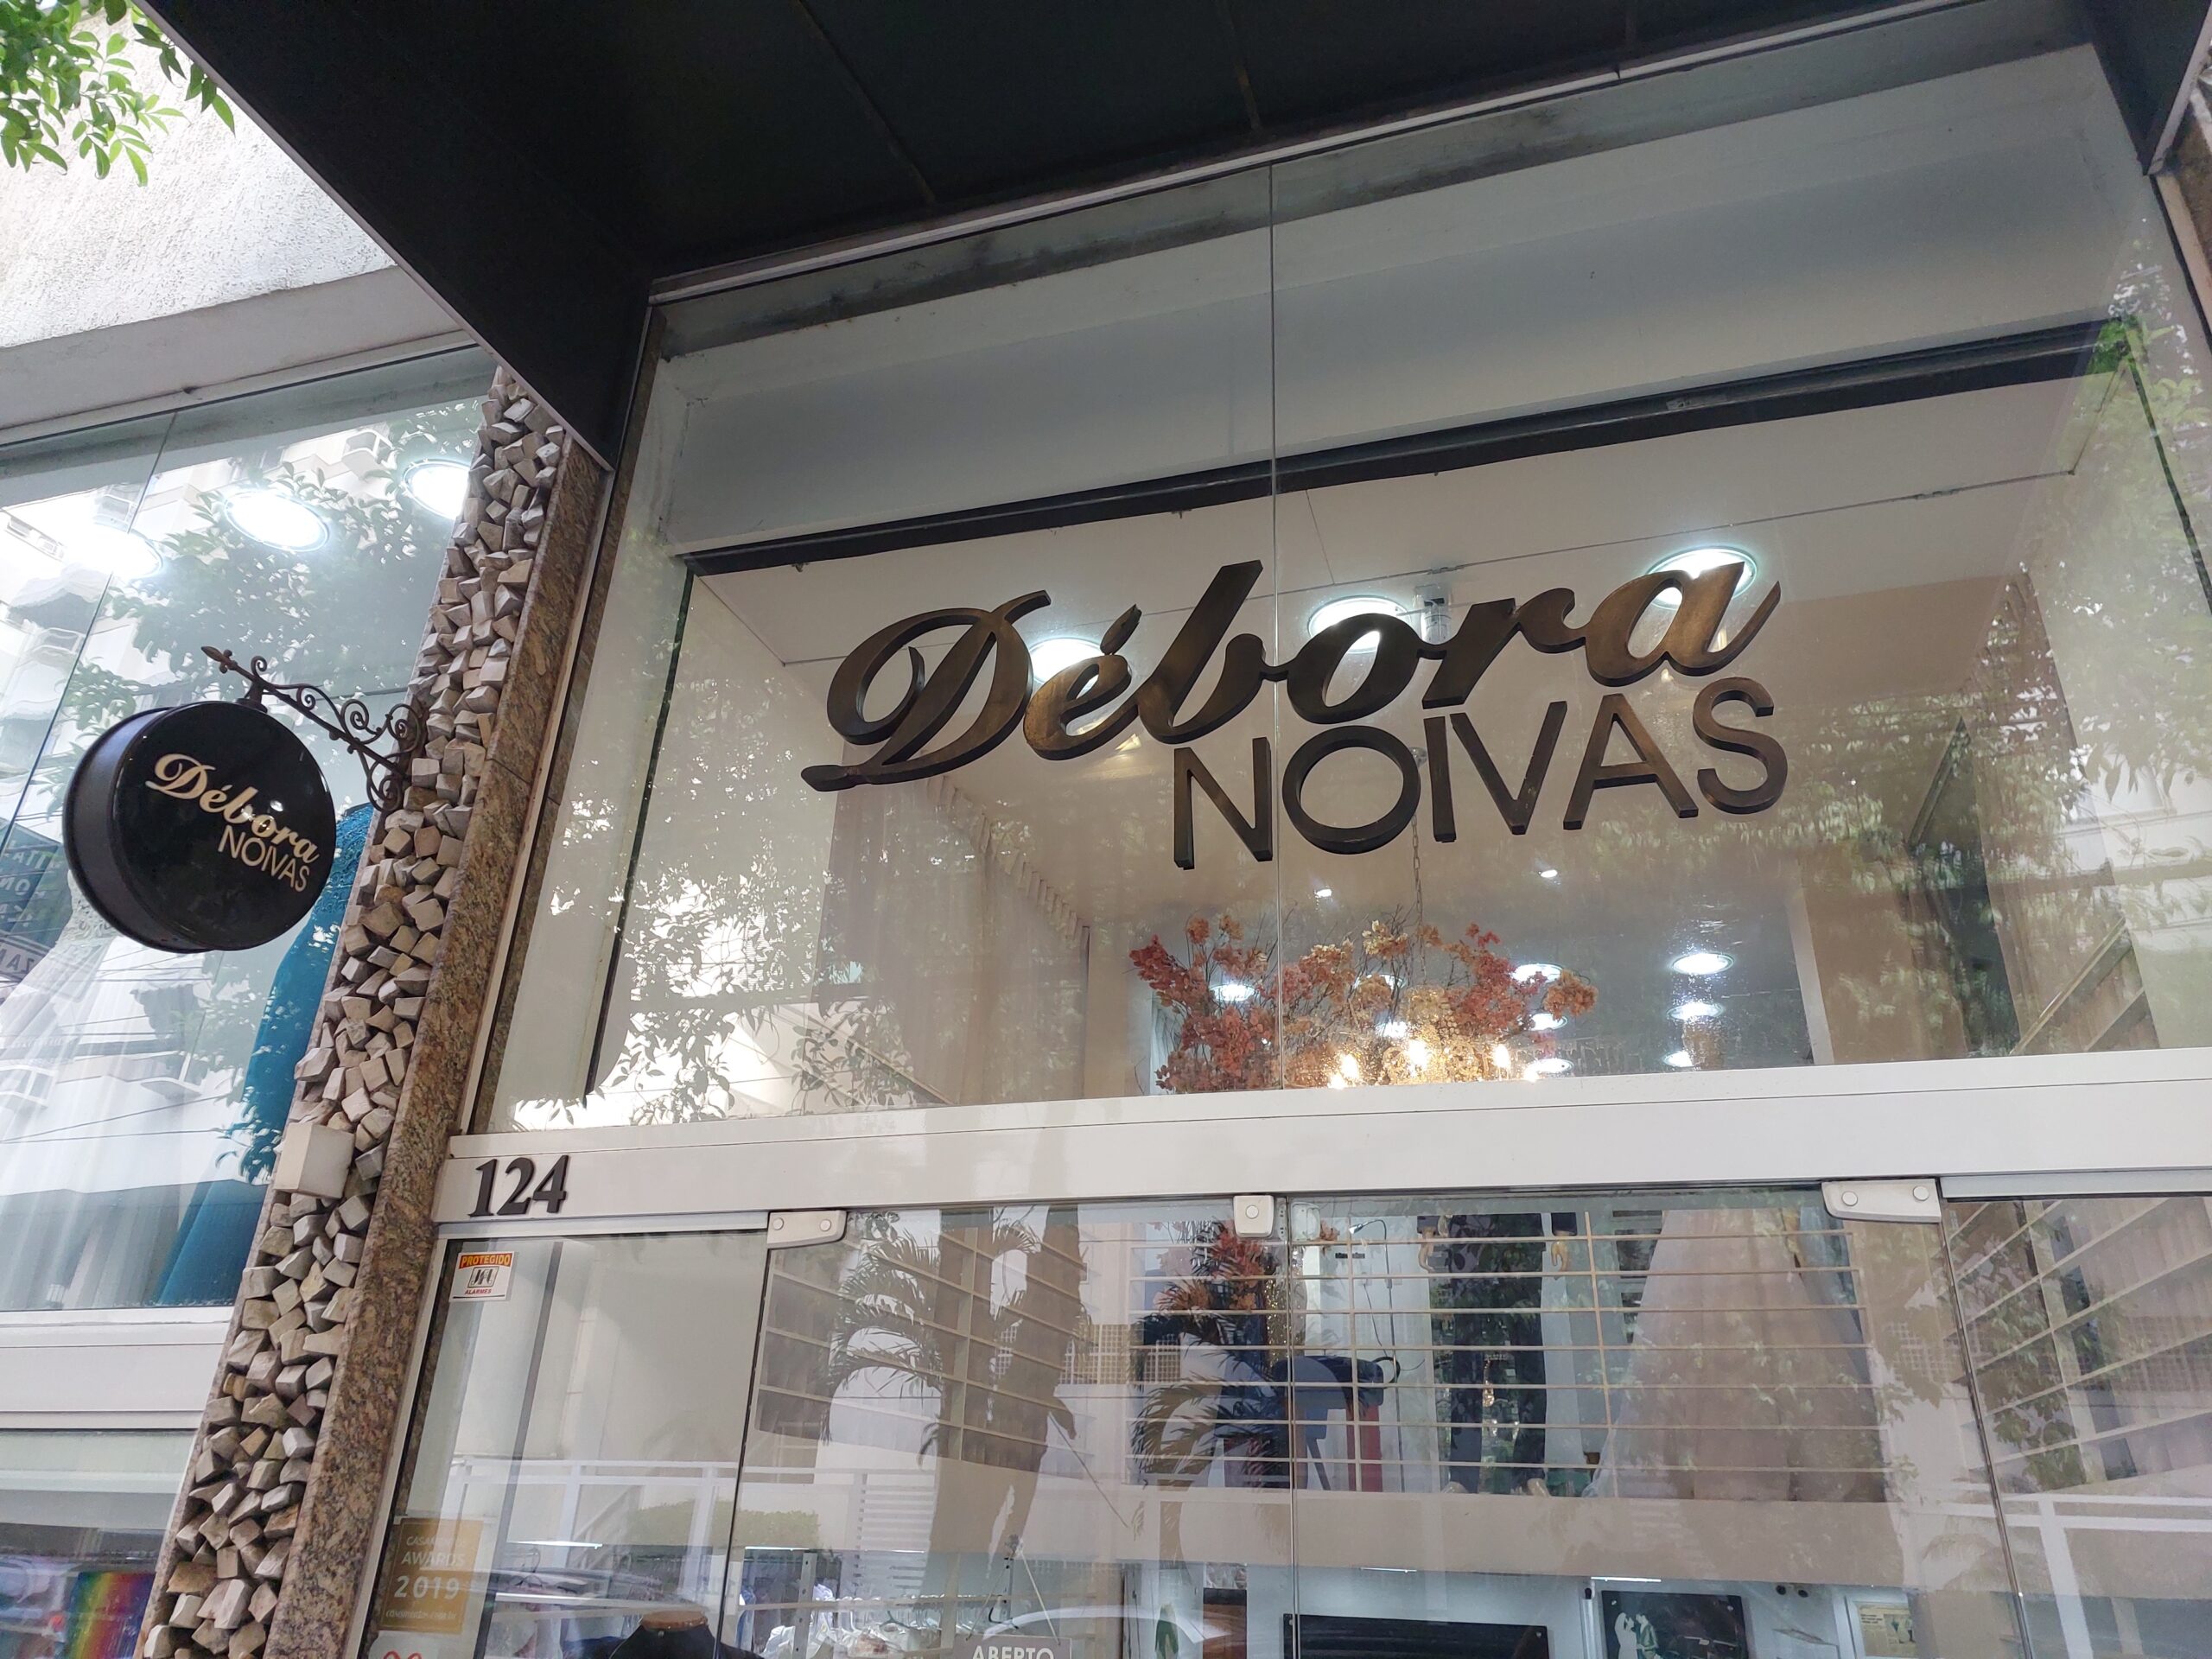 Débora
NOIVAS
Débora
NOIVAS
124
PROTEGIDO
ALARMES
AWARDS
2019
ABERTO